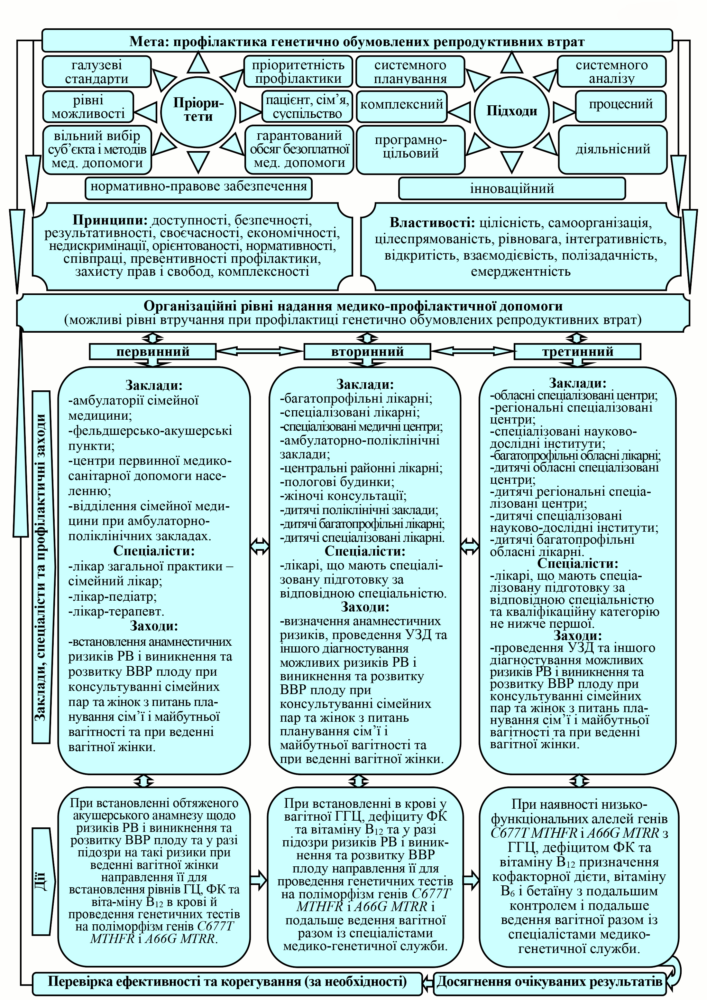 Мета: профілактика генетично обумовлених репродуктивних втрат
галузеві
стандарти
рівні
можливості
вільний вибір
суб’єкта і методів
мед. допомоги
Пріори-
тети
пріоритетність
профілактики
пацієнт, сім’я,
суспільство
гарантований
обсяг безоплатної
мед. допомоги
нормативно-правове забезпечення
системного
планування
комплексний
програмно-
цільовий
Підходи
системного
аналізу
процесний
діяльнісний
інноваційний
Принципи: доступності, безпечності,
результативності, своєчасності, економічності,
недискримінації, орієнтованості, нормативності,
співпраці, превентивності профілактики,
захисту прав і свобод, комплексності
Властивості: цілісність, самоорганізація,
цілеспрямованість, рівновага, інтегративність,
відкритість, взаємодієвість, полізадачність,
емерджентність
Організаційні рівні надання медико-профілактичної допомоги
(можливі рівні втручання при профілактиці генетично обумовлених репродуктивних втрат)
первинний
вторинний
третинний
Заклади, спеціалісти та профілактичні заходи
Заклади:
-амбулаторії сімейної
медицини;
-фельдшерсько-акушерські
пункти;
-центри первинної медико-
санітарної допомоги насе-
ленню;
-відділення сімейної меди-
цини при амбулаторно-
поліклінічних закладах.
Спеціалісти:
-лікар загальної практики –
сімейний лікар;
-лікар-педіатр;
-лікар-терапевт.
Заходи:
-встановлення анамнестичних
ризиків РВ і виникнення та
розвитку ВВР плоду при
консультуванні сімейних
пар та жінок з питань пла-
нування сім’ї і майбутньої
вагітності та при веденні
вагітної жінки.
Заклади:
-багатопрофільні лікарні;
-спеціалізовані лікарні;
-спеціалізовані медичні центри;
-амбулаторно-поліклінічні
заклади;
-центральні районні лікарні;
-пологові будинки;
-жіночі консультації;
-дитячі поліклінічні заклади;
-дитячі багатопрофільні лікарні;
-дитячі спеціалізовані лікарні.
Спеціалісти:
-лікарі, що мають спеціалі-
зовану підготовку за
відповідною спеціальністю.
Заходи:
-визначення анамнестичних
ризиків, проведення УЗД та
іншого діагностування
можливих ризиків РВ і
виникнення та розвитку
ВВР плоду при
консультуванні сімейних
пар та жінок з питань
планування сім’ї і
майбутньої вагітності та
при веденні вагітної жінки.
Заклади:
-обласні спеціалізовані центри;
-регіональні спеціалізовані
центри;
-спеціалізовані науково-
дослідні інститути;
-багатопрофільні обласні лікарні;
-дитячі обласні спеціалізовані
центри;
-дитячі регіональні спеціа-
лізовані центри;
-дитячі спеціалізовані
науково-дослідні інститути;
-дитячі багатопрофільні
обласні лікарні.
Спеціалісти:
-лікарі, що мають спеціа-
лізовану підготовку за
відповідною спеціальністю
та кваліфікаційну категорію
не нижче першої.
Заходи:
-проведення УЗД та іншого
діагностування можливих
ризиків РВ і виникнення та
розвитку ВВР плоду при
консультуванні сімейних
пар та жінок з питань пла-
нування сім’ї і майбутньої
вагітності та при веденні
вагітної жінки.
Дії
При встановленні обтяженого
акушерського анамнезу щодо
ризиків РВ і виникнення та
розвитку ВВР плоду та у разі
підозри на такі ризики при
веденні вагітної жінки
направлення її для
встановлення рівнів ГЦ, ФК та
віта-міну В₁₂ в крові й
проведення генетичних тестів
на поліморфізм генів C677T
MTHFR і A66G MTRR.
При встановленні в крові у
вагітної ГГЦ, дефіциту ФК
та вітаміну В₁₂ та у разі
підозри ризиків РВ і виник-
нення та розвитку ВВР
плоду направлення її для
проведення генетичних тестів
на поліморфізм генів C677T
MTHFR і A66G MTRR і
подальше ведення вагітної
разом із спеціалістами
медико-генетичної служби.
При наявності низько-
функціональних алелей генів
C677T MTHFR і A66G MTRR з
ГГЦ, дефіцитом ФК та
вітаміну В₁₂ призначення
кофакторної дієти, вітаміну
В₆ і бетаїну з подальшим
контролем і подальше
ведення вагітної разом із
спеціалістами медико-
генетичної служби.
Перевірка ефективності та корегування (за необхідності)
Досягнення очікуваних результатів